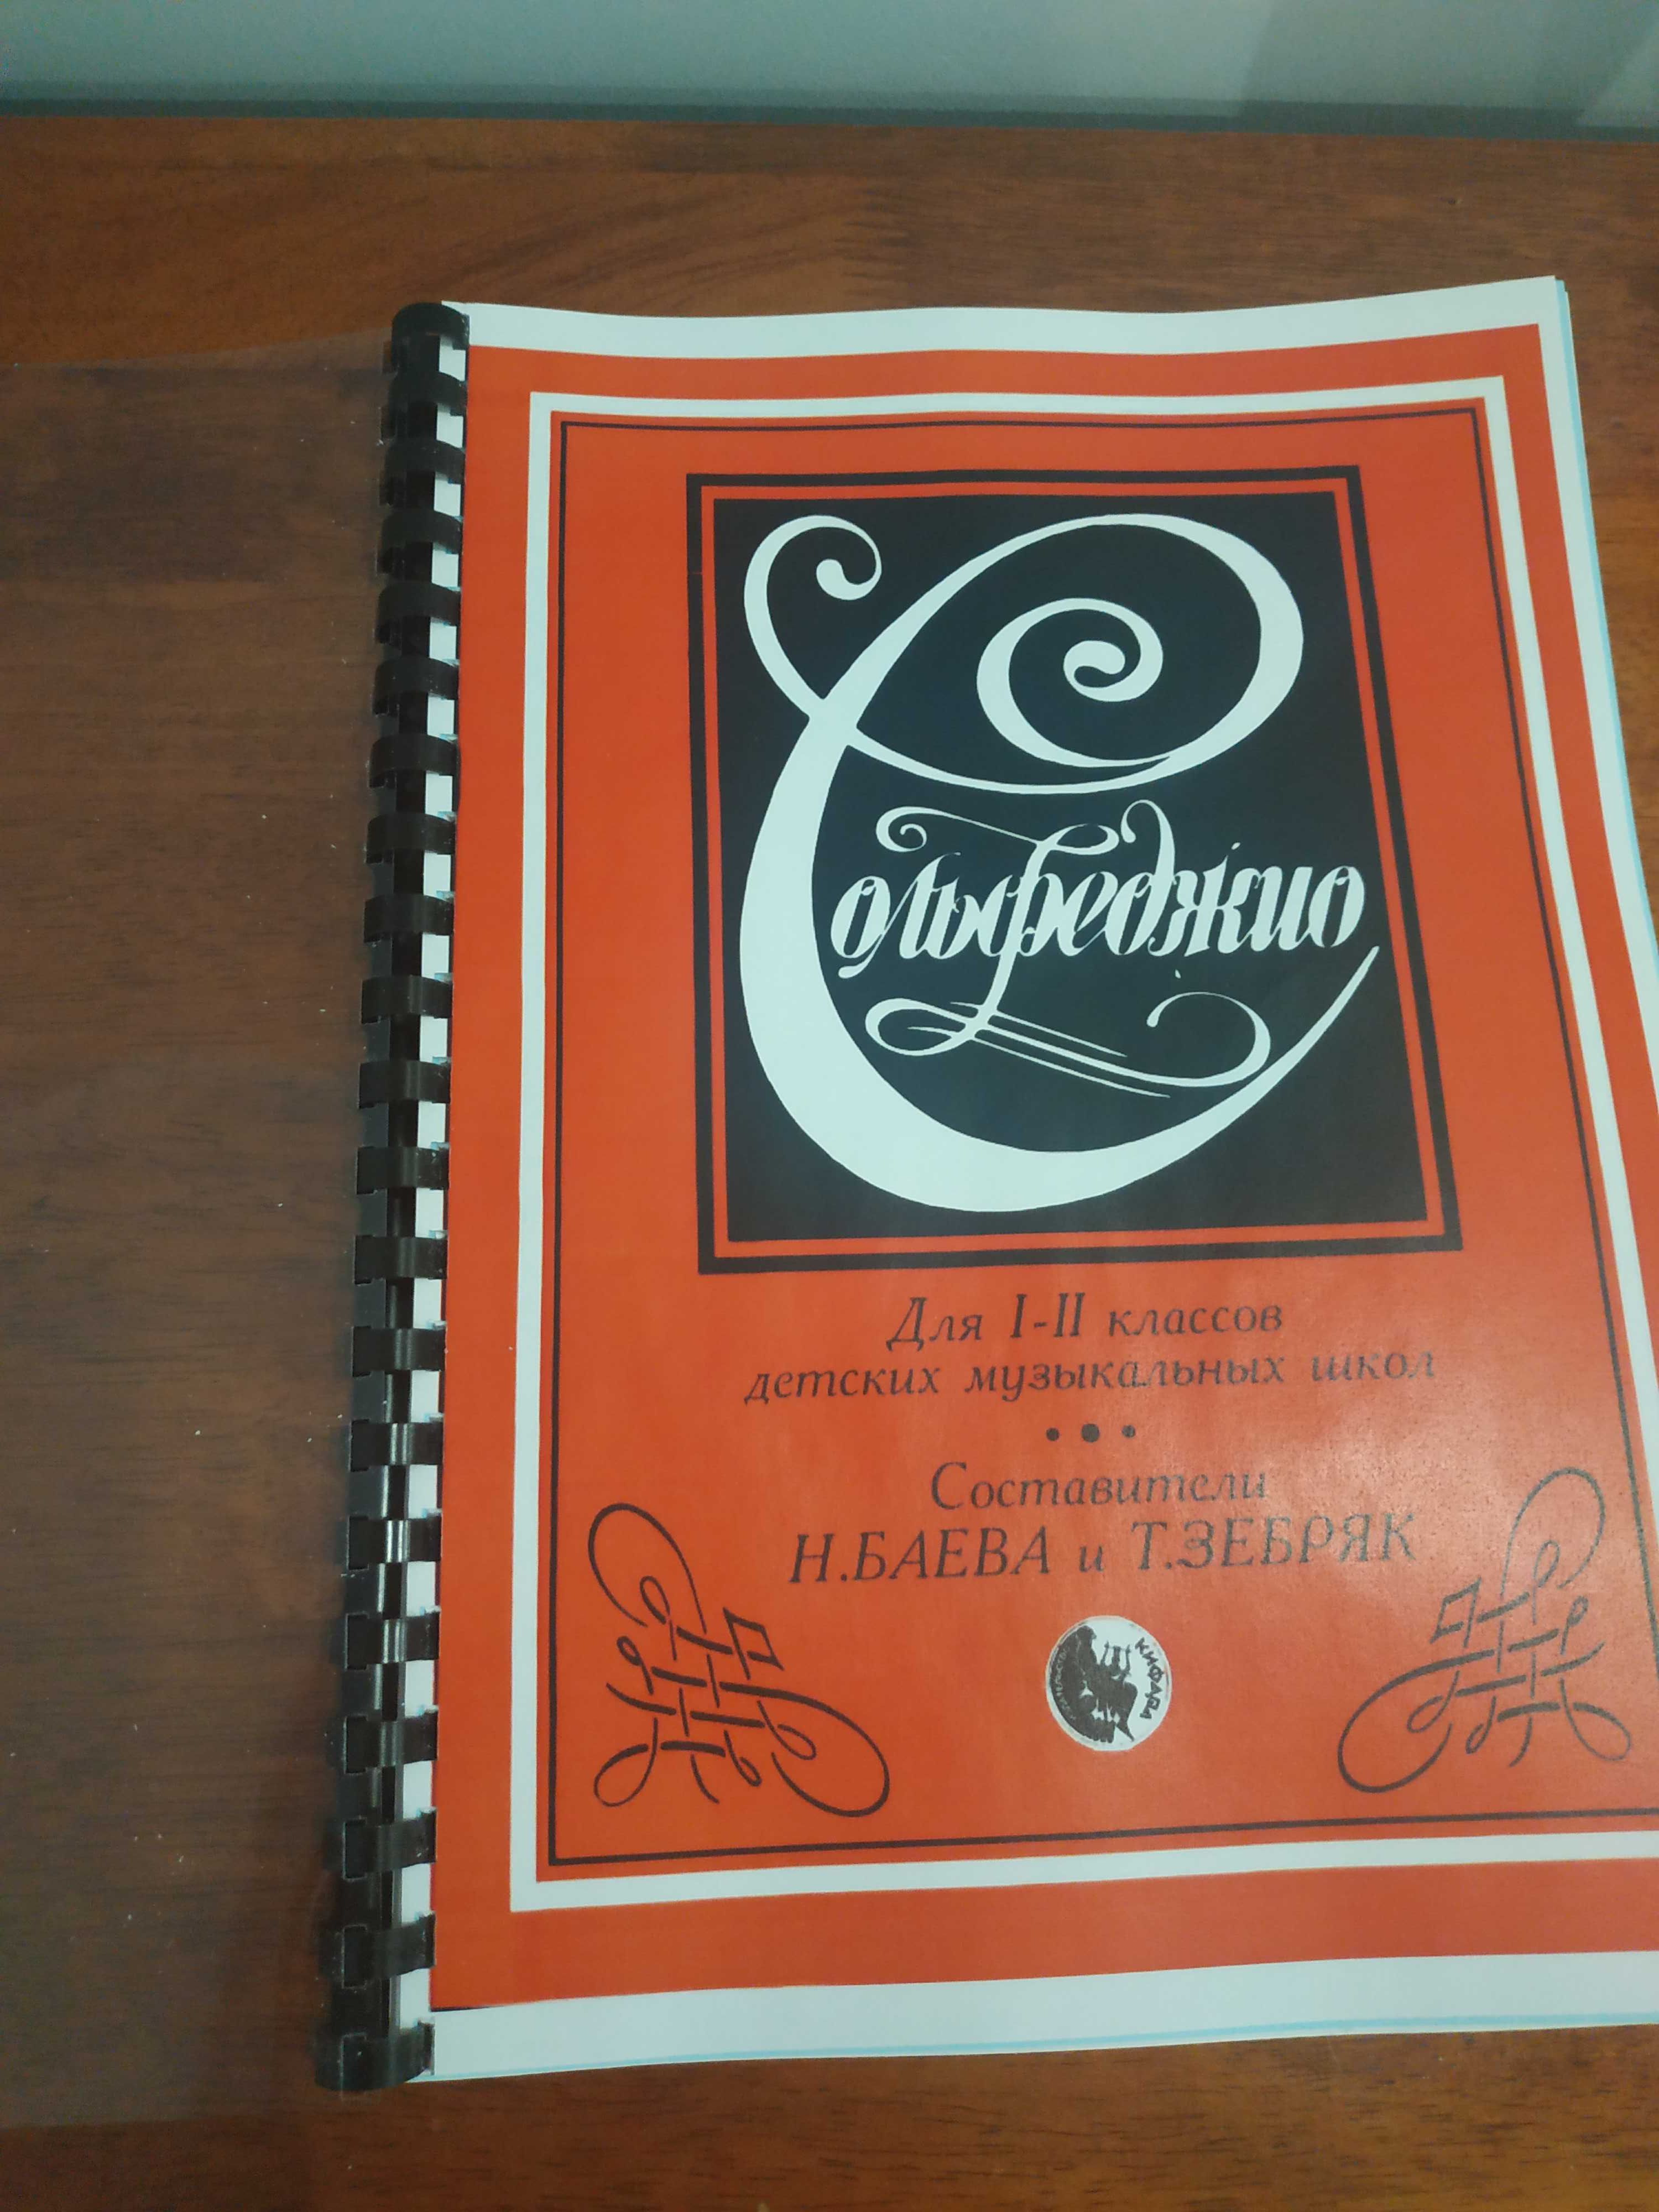 Сольфеджио
Для I-II классов
детских музыкальных школ
Составители
Н.БАЕВА и Т.ЗЕБРЯК
КИФАРА